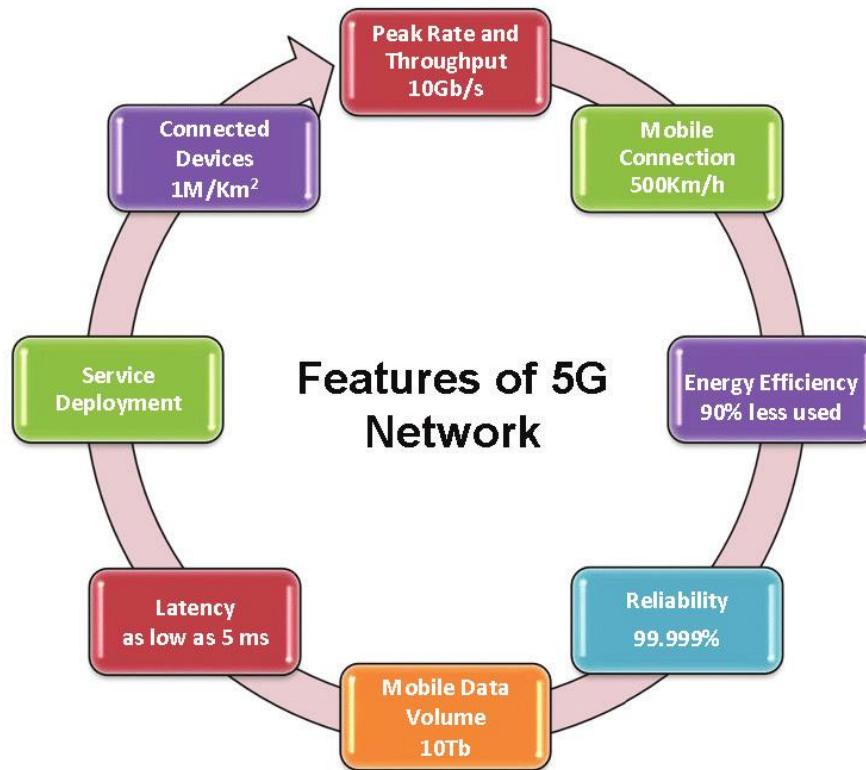 Peak Rate and
Throughput
10Gb/s
Mobile
Connection
500Km/h
Energy Efficiency
90% less used
Reliability
99.999%
Mobile Data
Volume
10Tb
Latency
as low as 5 ms
Service
Deployment
Connected
Devices
1M/Km²
Features of 5G
Network